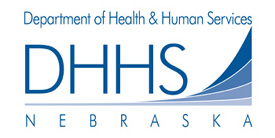 Department of Health & Human Services
DHHS
NEBRASKA